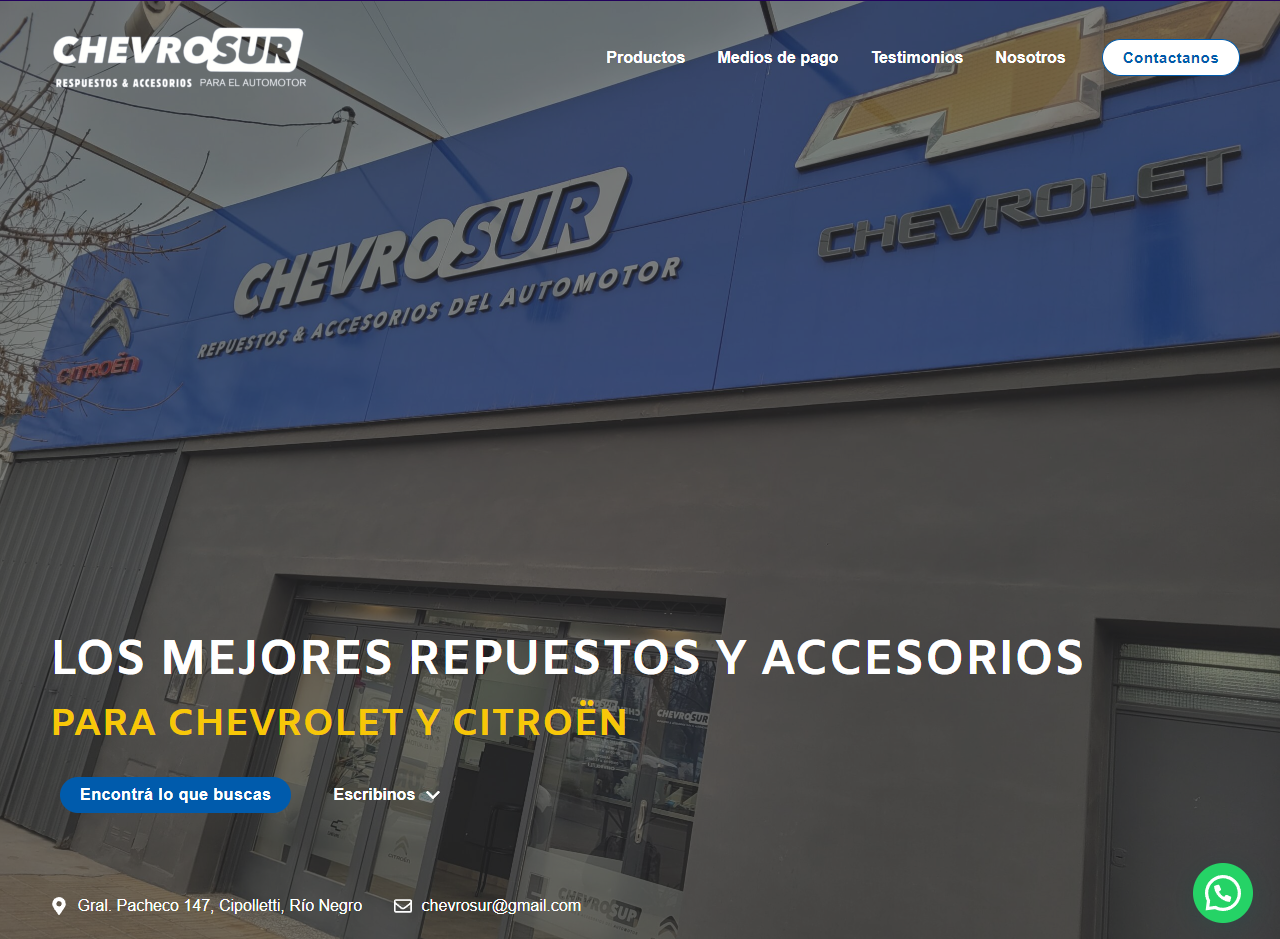 CHEVROSUR
RESPUESTOS & ACCESORIOS PARA EL AUTOMOTOR
Productos
Medios de pago
Testimonios
Nosotros
Contactanos
CHEVROSUR
REPUESTOS & ACCESORIOS DEL AUTOMOTOR
CHEVROLET
CITROËN
LOS MEJORES REPUESTOS Y ACCESORIOS
PARA CHEVROLET Y CITROËN
CHEVROSUR
Encontrá lo que buscas
Escribinos
CHEVROSUR
Gral. Pacheco 147, Cipolletti, Río Negro
chevrosur@gmail.com